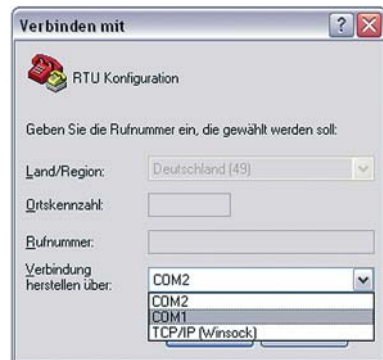 Verbinden mit
RTU Konfiguration
Geben Sie die Rufnummer ein, die gewählt werden soll:
Land/Region: Deutschland (49)
Ortskennzahl:
Rufnummer:
Verbindung
herstellen über: COM2
COM2
COM1
TCP/IP (Winsock)